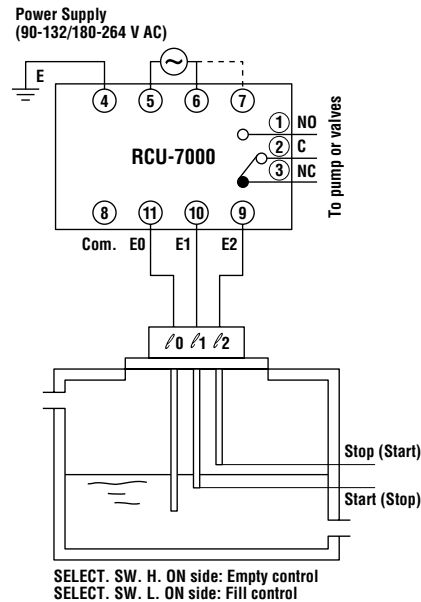 Power Supply
(90-132/180-264 V AC)
E
4 5 6 7
1 NO
2 C
3 NC
To pump or valves
RCU-7000
8 11 10 9
Com. E0 E1 E2
ℓ0 ℓ1 ℓ2
Stop (Start)
Start (Stop)
SELECT. SW. H. ON side: Empty control
SELECT. SW. L. ON side: Fill control